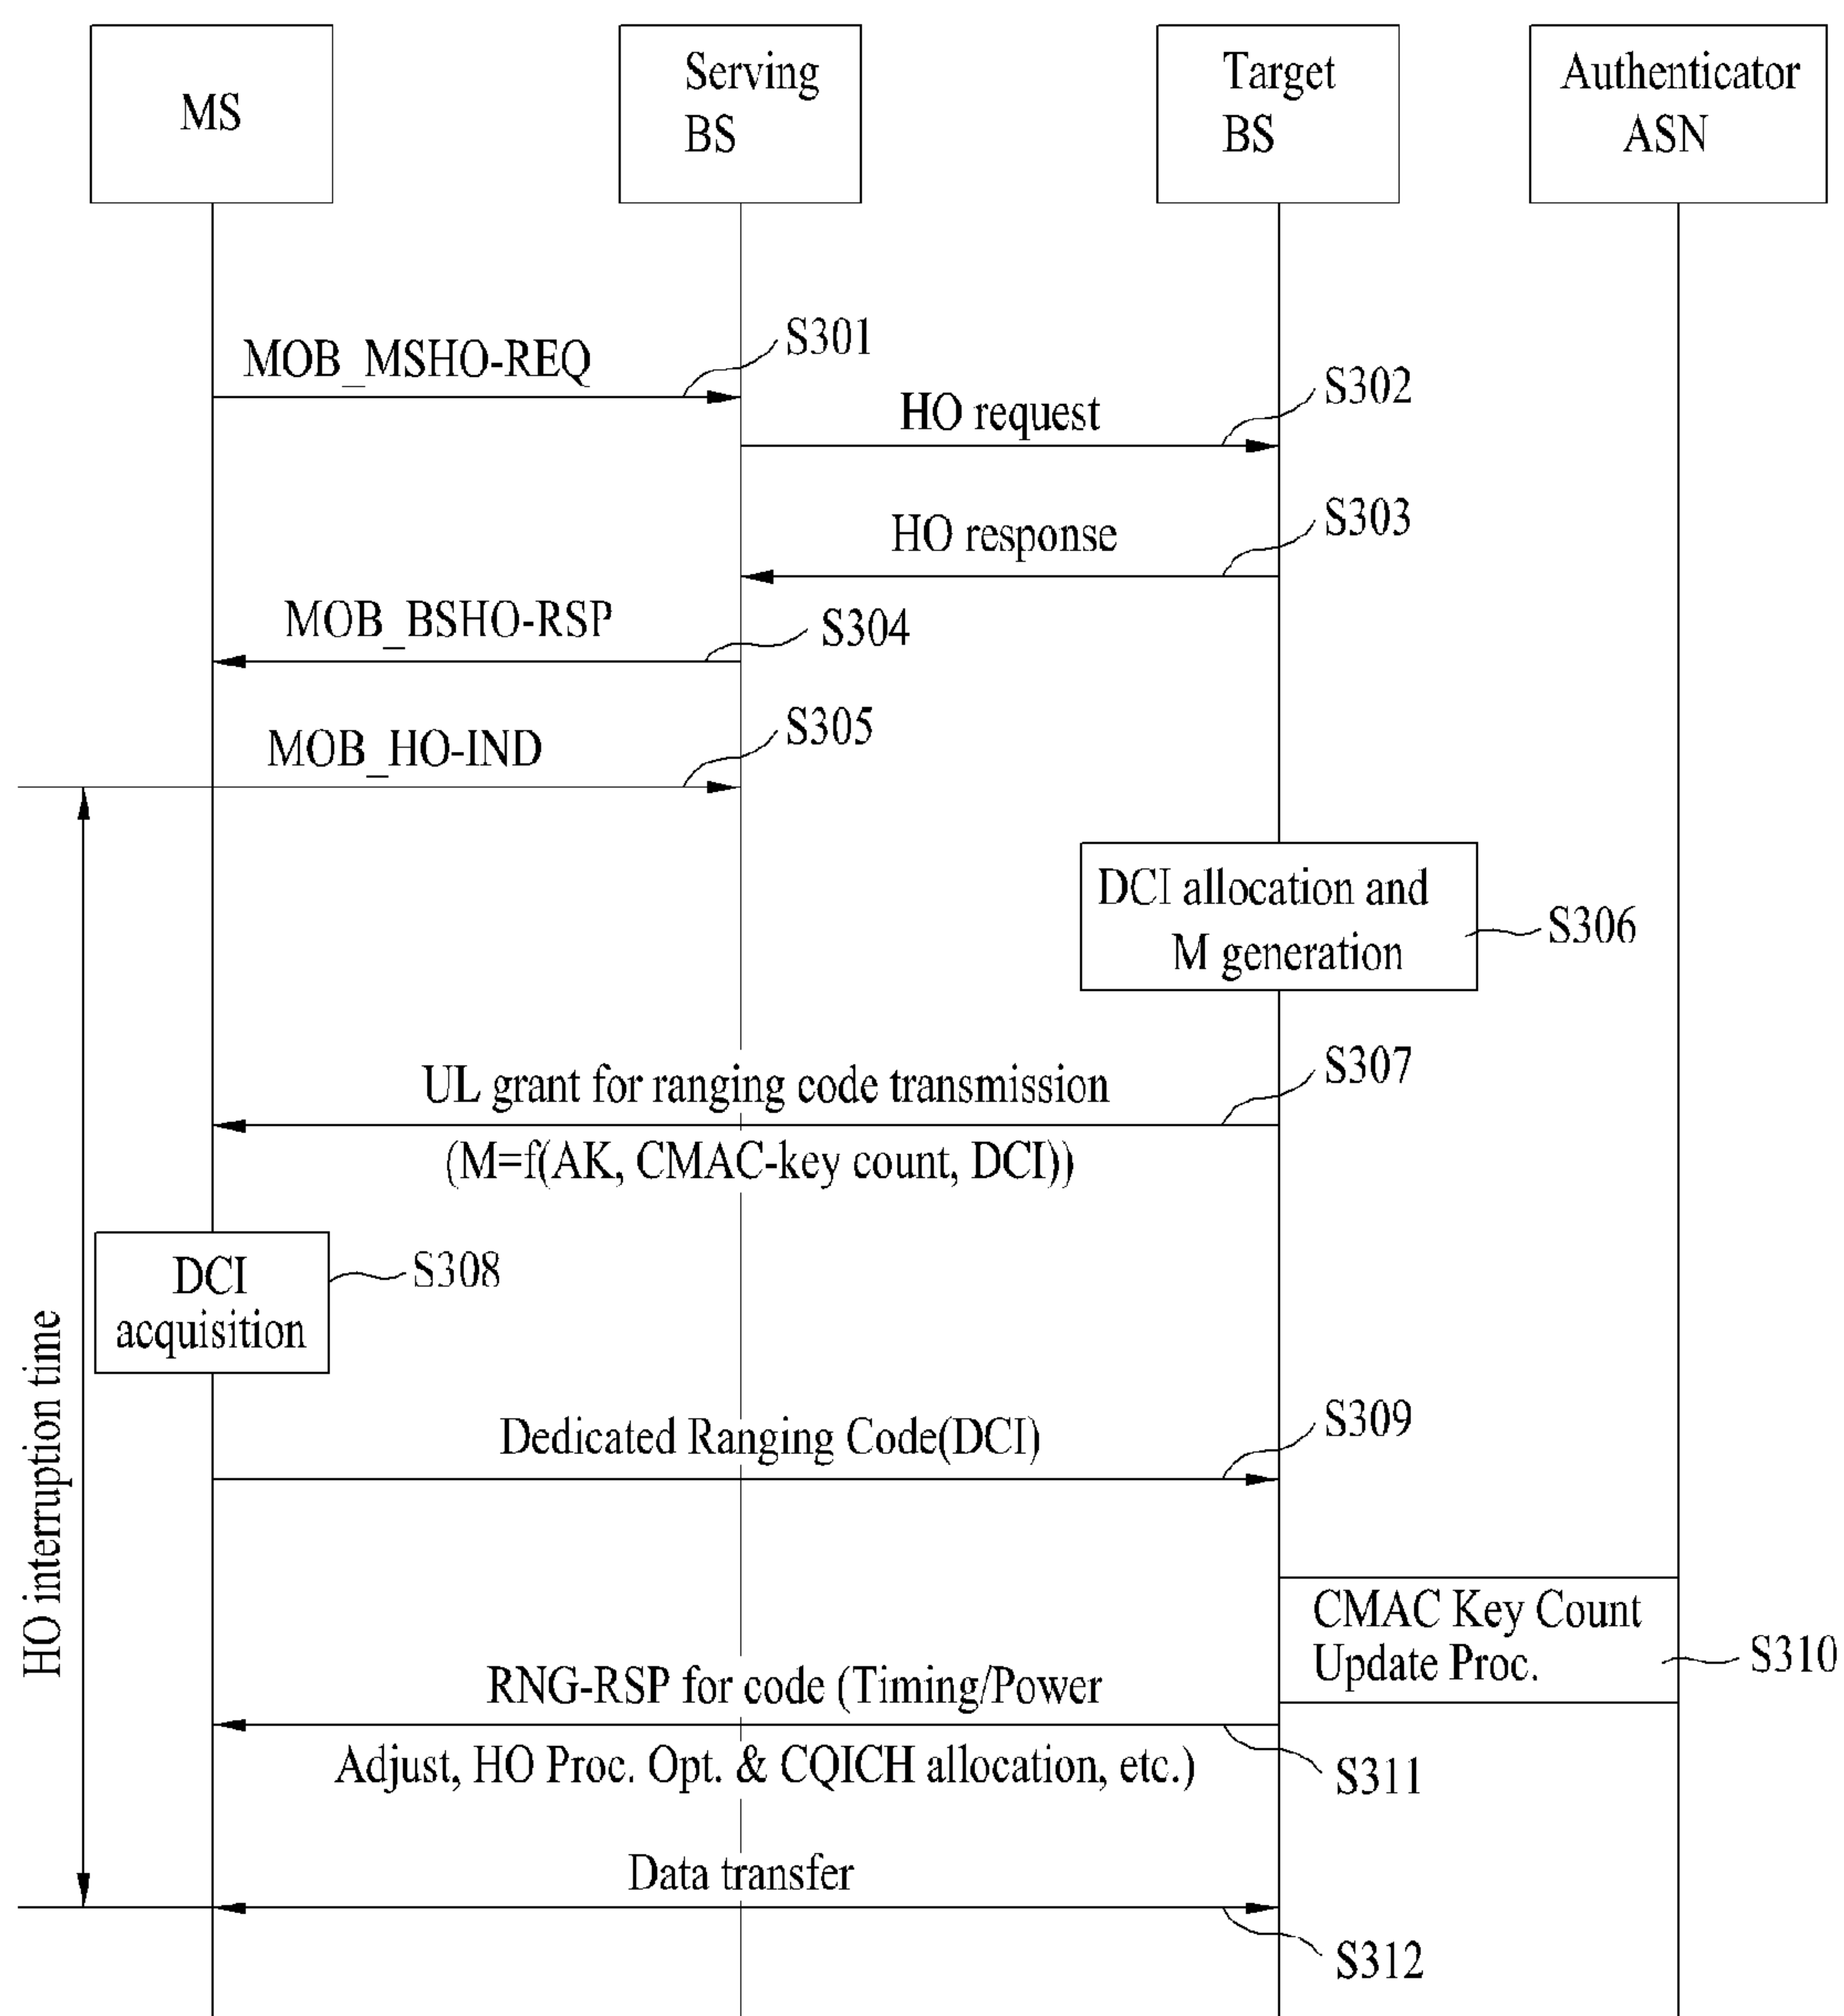 MS
Serving
BS
Target
BS
Authenticator
ASN
MOB_MSHO-REQ
S301
HO request
S302
HO response
S303
MOB_BSHO-RSP
S304
MOB_HO-IND
S305
DCI allocation and
M generation
S306
UL grant for ranging code transmission
S307
(M=f(AK, CMAC-key count, DCI))
DCI
acquisition
S308
HO interruption time
Dedicated Ranging Code(DCI)
S309
CMAC Key Count
Update Proc.
S310
RNG-RSP for code (Timing/Power
Adjust, HO Proc. Opt. & CQICH allocation, etc.)
S311
Data transfer
S312